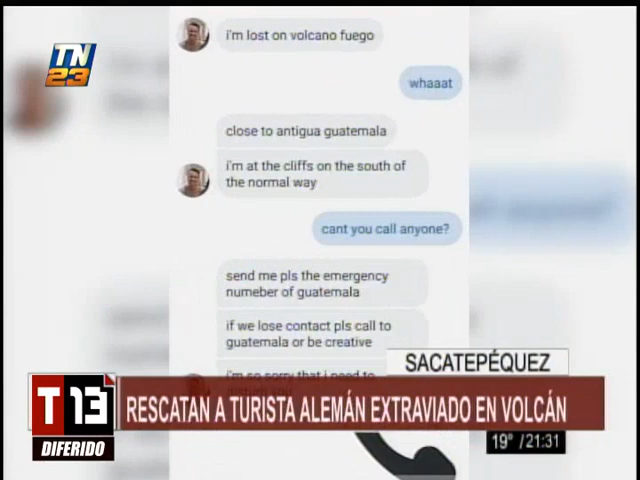 TN
23
i'm lost on volcano fuego
whaaat
close to antigua guatemala
i'm at the cliffs on the south of
the normal way
cant you call anyone?
send me pls the emergency
numeber of guatemala
if we lose contact pls call to
guatemala or be creative
i'm so sorry that i need to
SACATEPÉQUEZ
T 13
RESCATAN A TURISTA ALEMÁN EXTRAVIADO EN VOLCÁN
DIFERIDO
19° /21:31